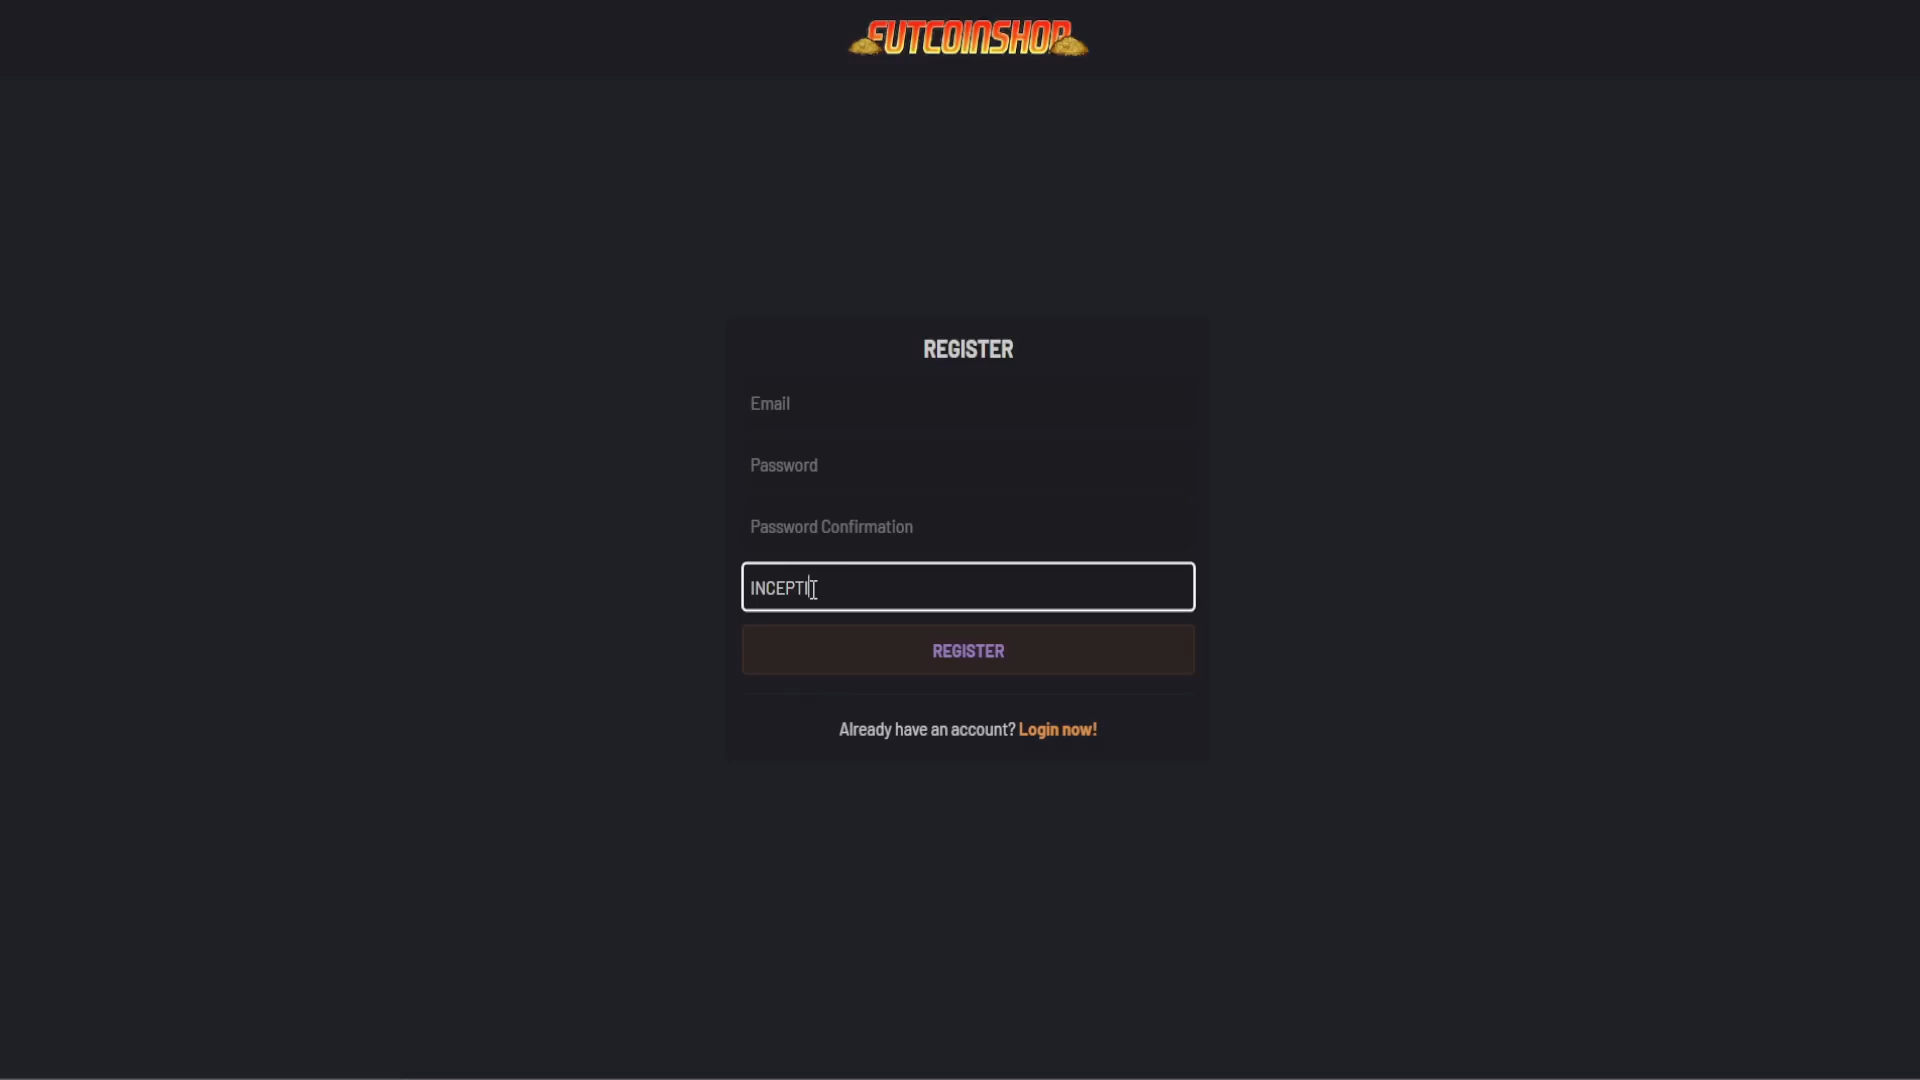 FUTCOINSHOP
REGISTER
Email
Password
Password Confirmation
INCEPTI
REGISTER
Already have an account? Login now!